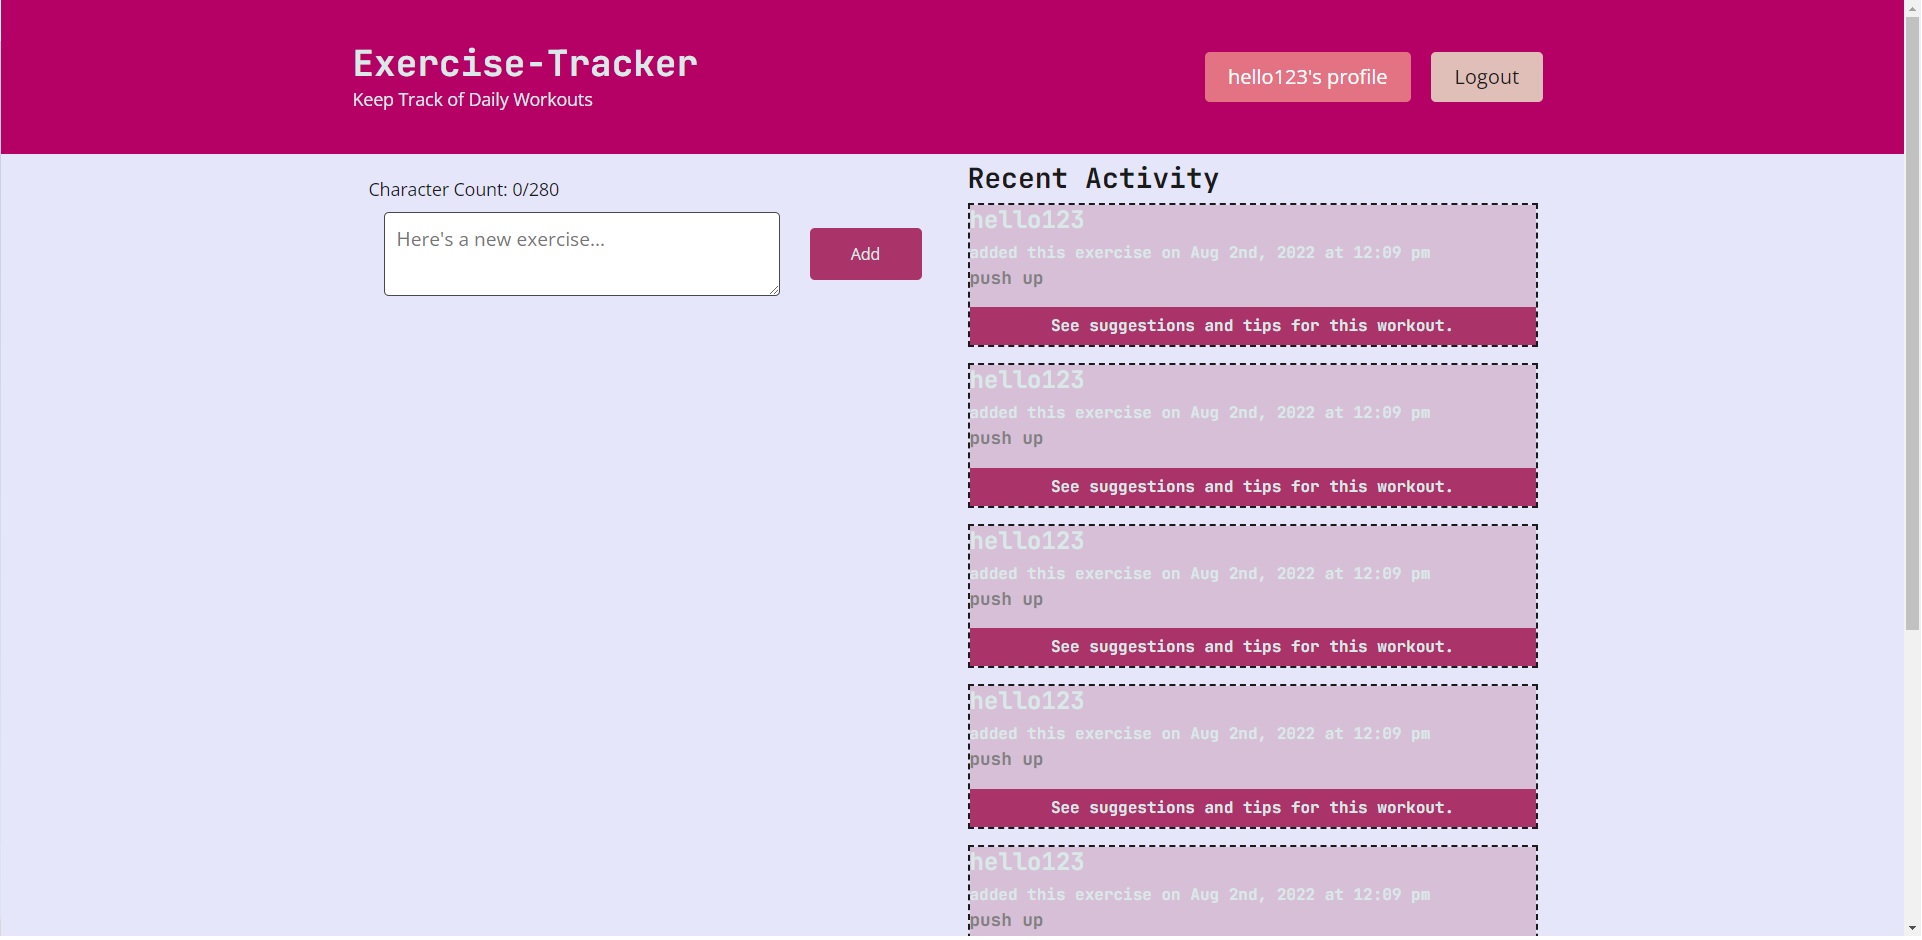 Exercise-Tracker
Keep Track of Daily Workouts
hello123's profile
Logout
Character Count: 0/280
Here's a new exercise...
Add
Recent Activity
hello123
added this exercise on Aug 2nd, 2022 at 12:09 pm
push up
See suggestions and tips for this workout.
hello123
added this exercise on Aug 2nd, 2022 at 12:09 pm
push up
See suggestions and tips for this workout.
hello123
added this exercise on Aug 2nd, 2022 at 12:09 pm
push up
See suggestions and tips for this workout.
hello123
added this exercise on Aug 2nd, 2022 at 12:09 pm
push up
See suggestions and tips for this workout.
hello123
added this exercise on Aug 2nd, 2022 at 12:09 pm
push up